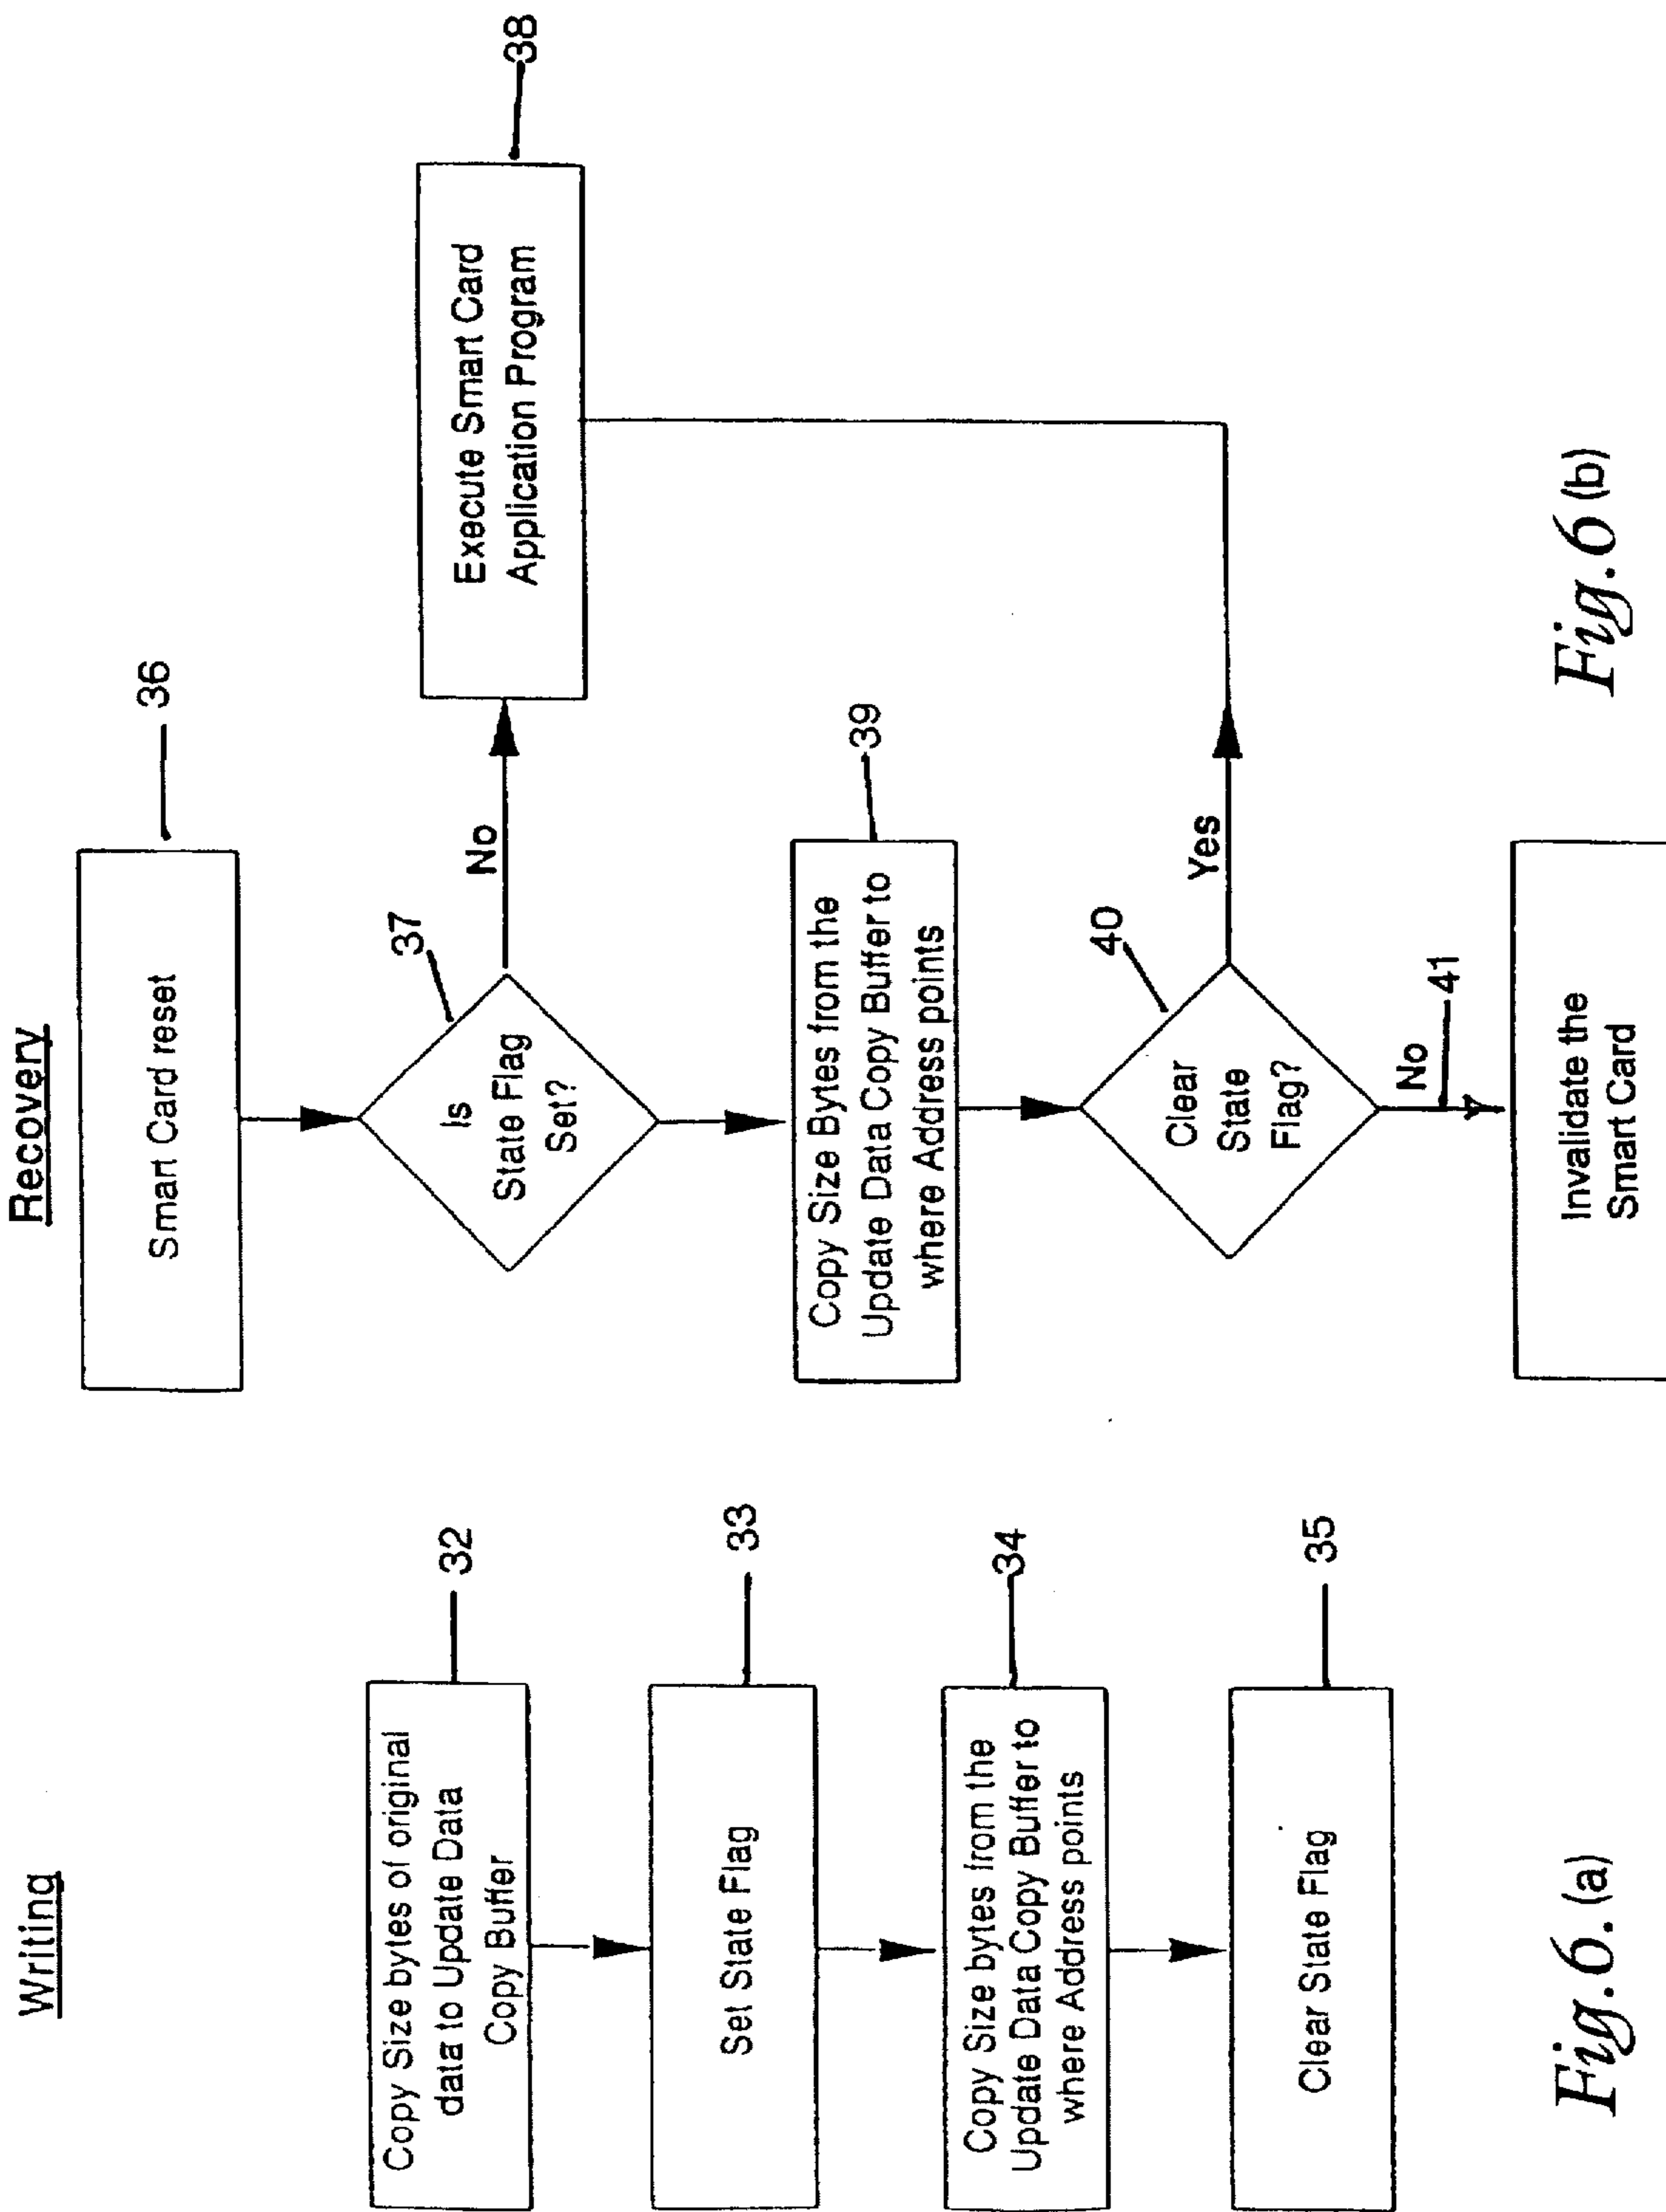 Writing
Copy Size bytes of original
data to Update Data
Copy Buffer
32
Set State Flag
33
Copy Size bytes from the
Update Data Copy Buffer to
where Address points
34
Clear State Flag
35
Fig.6.(a)
Recovery
Smart Card reset
36
Is
State Flag
Set?
37
No
Execute Smart Card
Application Program
38
Copy Size Bytes from the
Update Data Copy Buffer to
where Address points
39
Clear
State
Flag?
40
Yes
No
41
Invalidate the
Smart Card
Fig.6 (b)